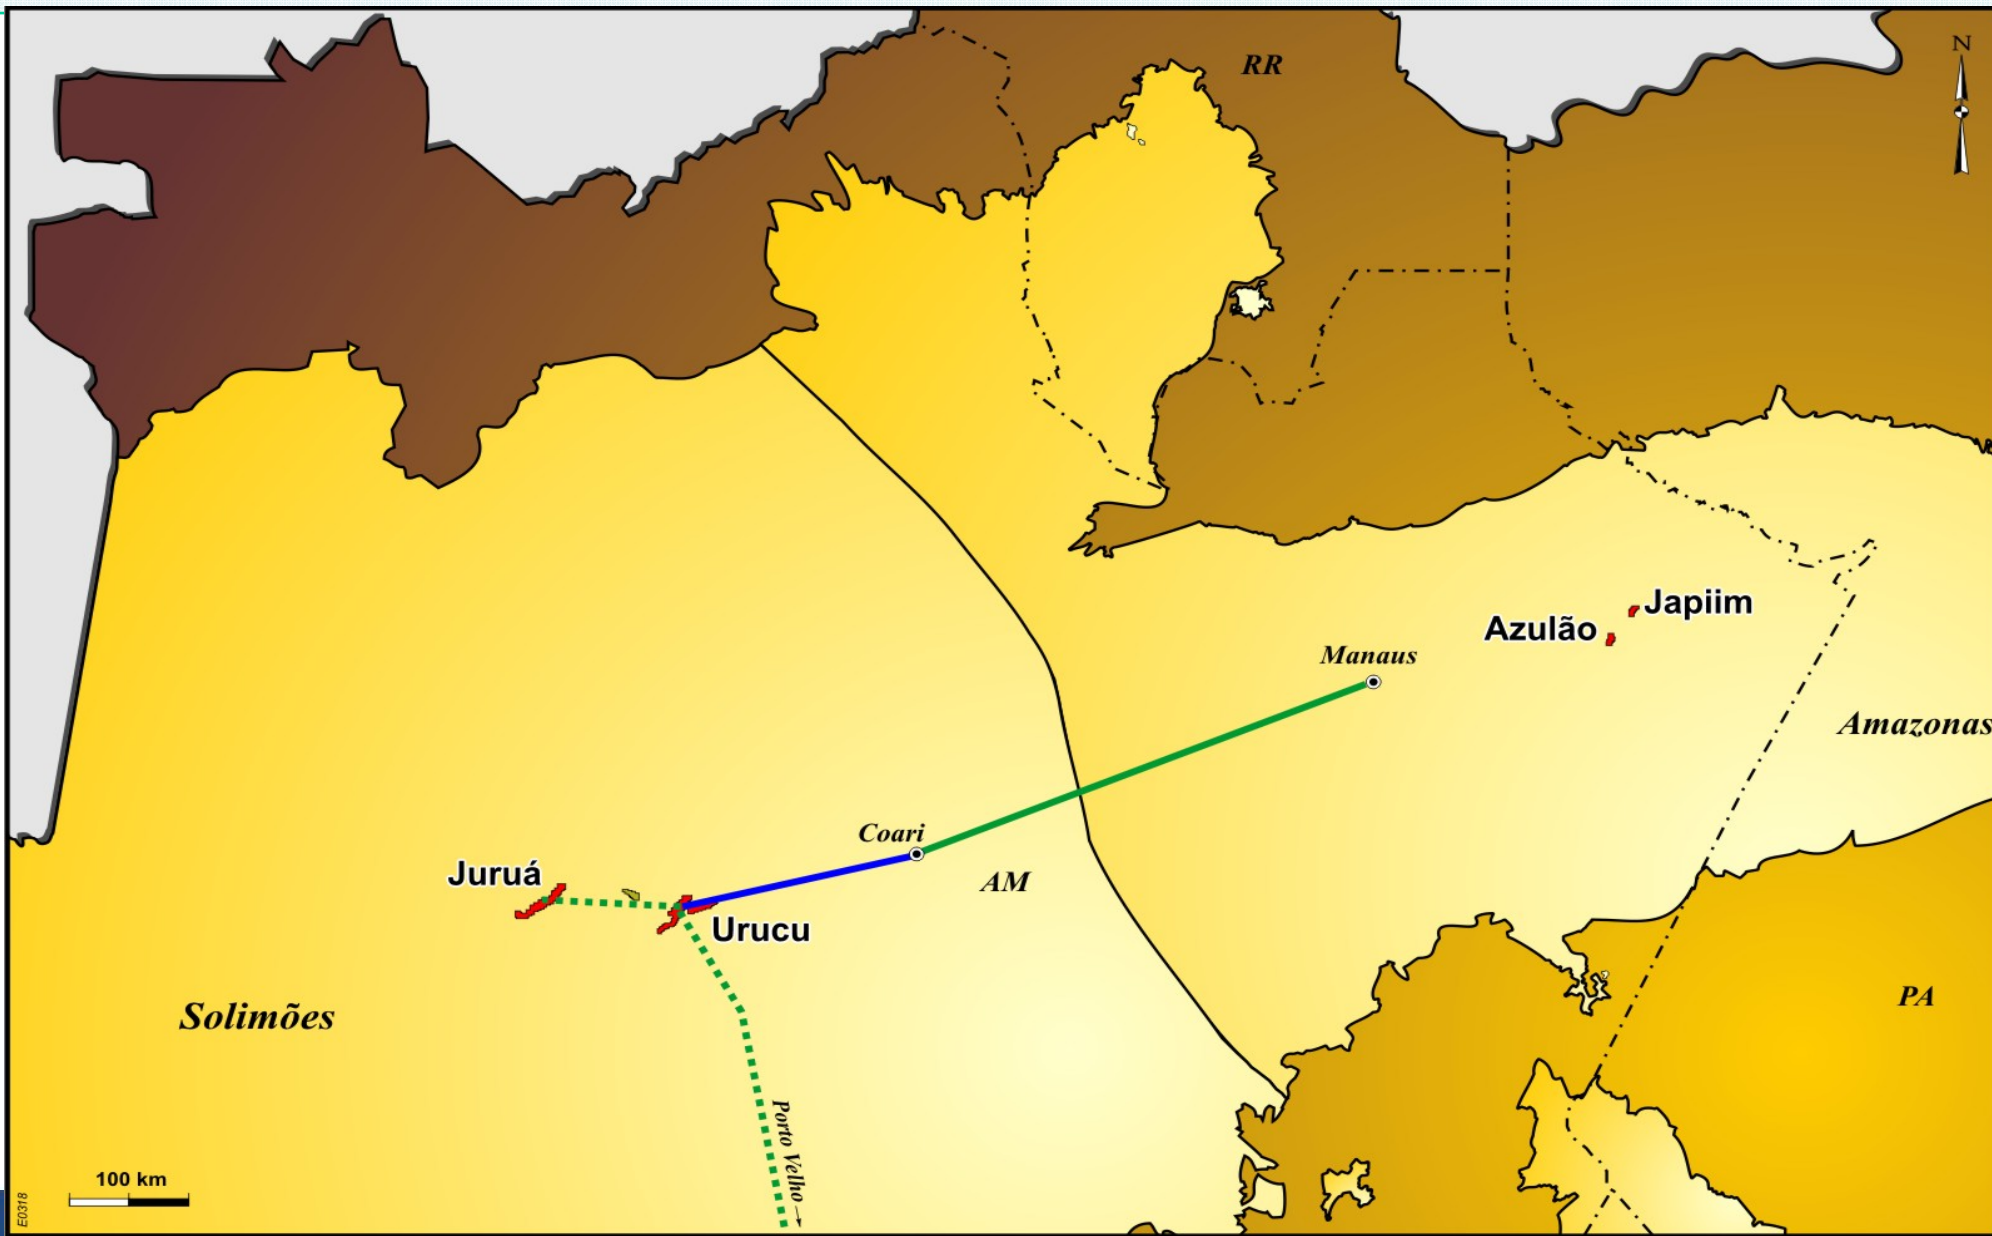 RR
N
Japiim
Azulão
Manaus
Amazonas
Coari
Juruá
AM
Urucu
Solimões
PA
Porto Velho →
100 km
E0318